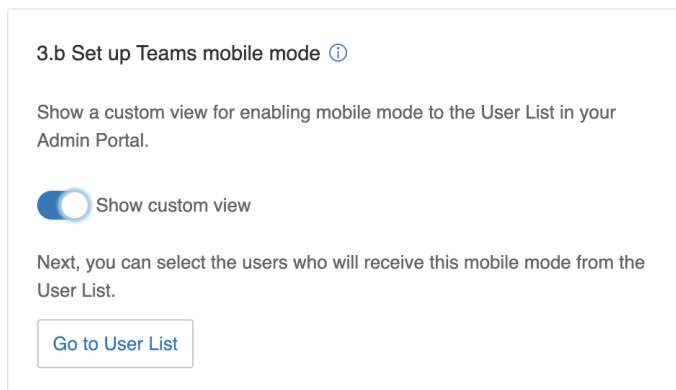 3.b Set up Teams mobile mode
Show a custom view for enabling mobile mode to the User List in your
Admin Portal.
Show custom view
Next, you can select the users who will receive this mobile mode from the
User List.
Go to User List